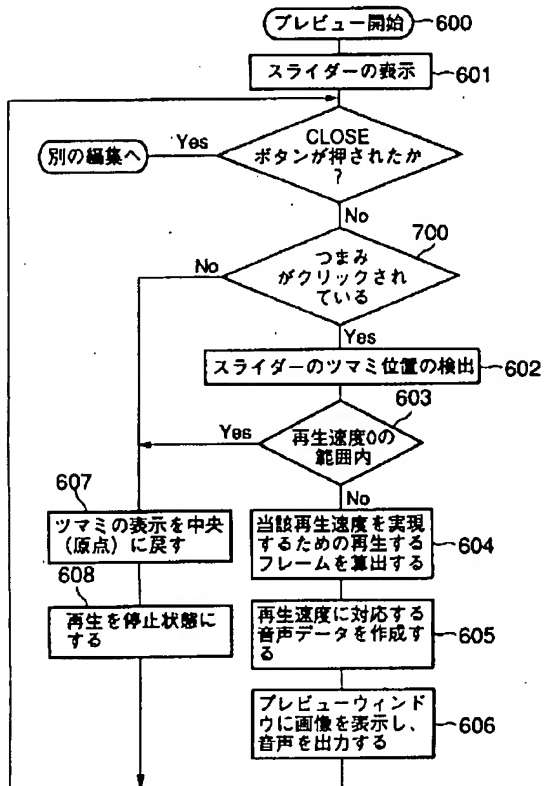 プレビュー開始
600
スライダーの表示
601
CLOSE
ボタンが押されたか
?
Yes
別の編集へ
No
700
つまみ
がクリックされ
ている
No
Yes
スライダーのツマミ位置の検出
602
603
再生速度0の
範囲内
Yes
No
607
ツマミの表示を中央
(原点)に戻す
608
再生を停止状態に
する
当該再生速度を実現
するための再生する
フレームを算出する
604
再生速度に対応する
音声データを作成す
る
605
プレビューウィンド
ウに画像を表示し、
音声を出力する
606